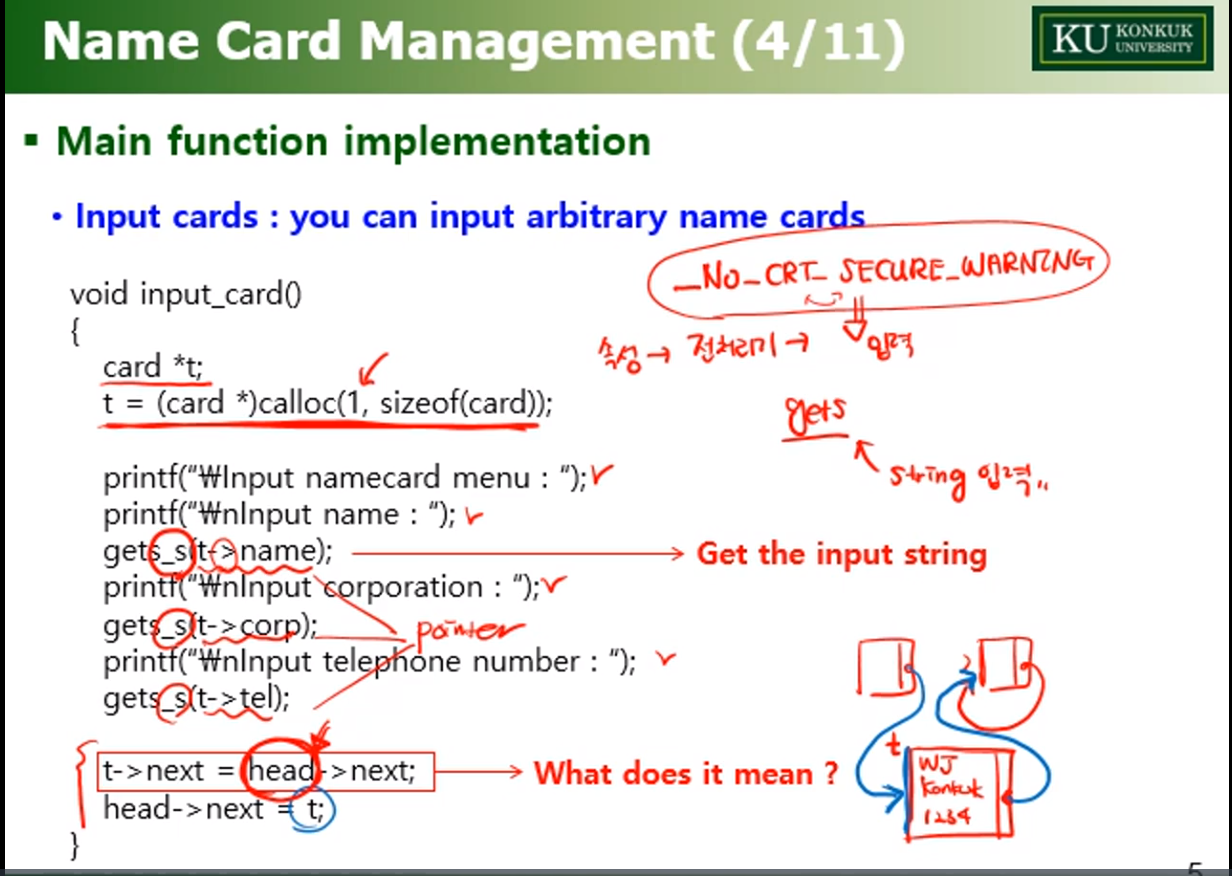 Name Card Management (4/11)
KU KONKUK UNIVERSITY
▪ Main function implementation
• Input cards : you can input arbitrary name cards
_NO_CRT_SECURE_WARNING
속성 → 전처리기 → 입력
void input_card()
{
card *t;
t = (card *)calloc(1, sizeof(card));
gets
string 입력..
printf("₩Input namecard menu : ");
printf("₩nInput name : ");
gets_s(t->name);
Get the input string
printf("₩nInput corporation : ");
gets_s(t->corp);
pointer
printf("₩nInput telephone number : ");
gets_s(t->tel);
t->next = head->next;
What does it mean ?
head->next = t;
}
t
WJ
Konkuk
1234
5